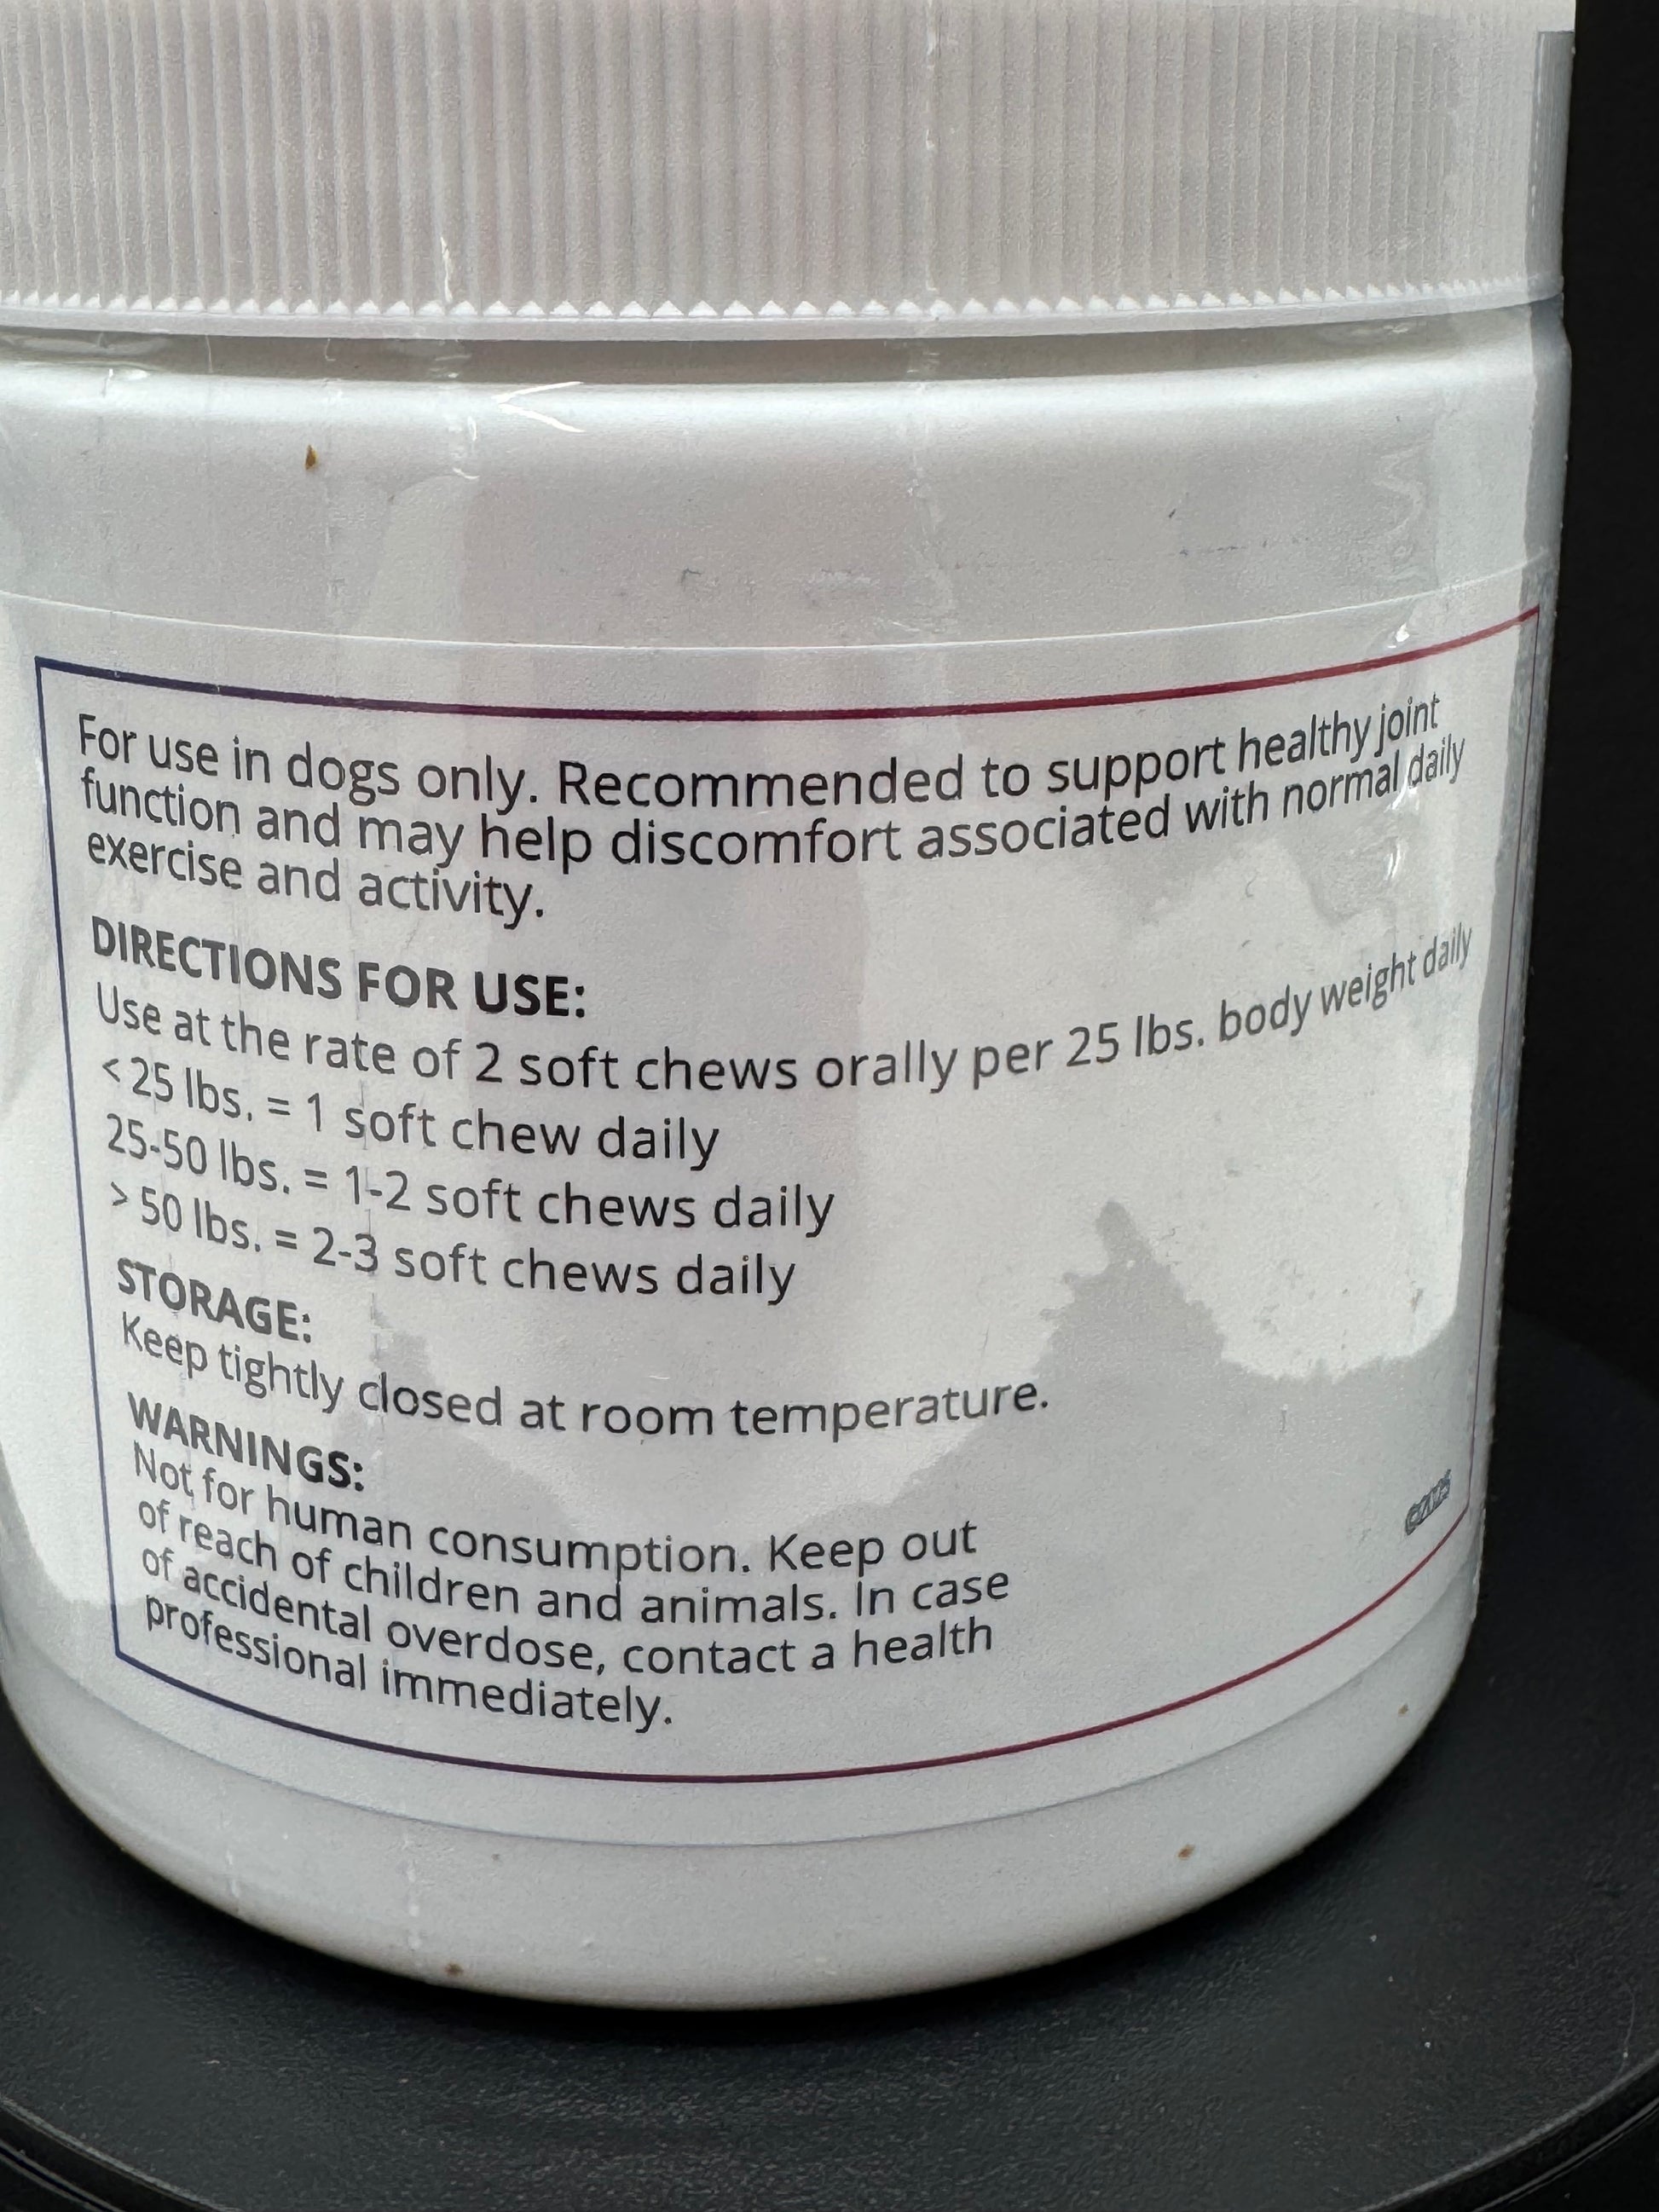 For use in dogs only. Recommended to support healthy joint
function and may help discomfort associated with normal daily
exercise and activity.
DIRECTIONS FOR USE:
Use at the rate of 2 soft chews orally per 25 lbs. body weight daily
< 25 lbs. = 1 soft chew daily
25-50 lbs. = 1-2 soft chews daily
> 50 lbs. = 2-3 soft chews daily
STORAGE:
Keep tightly closed at room temperature.
WARNINGS:
Not for human consumption. Keep out
of reach of children and animals. In case
of accidental overdose, contact a health
professional immediately.
©2025